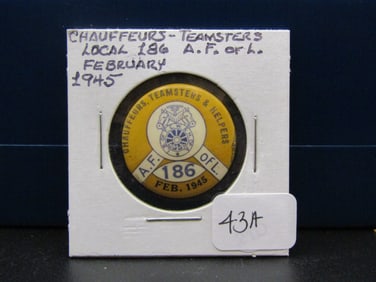 CHAUFFEURS - TEAMSTERS
LOCAL 186 A. F. of L.
FEBRUARY
1945
CHAUFFEURS, TEAMSTERS & HELPERS
A.F. OF L.
186
FEB. 1945
43A